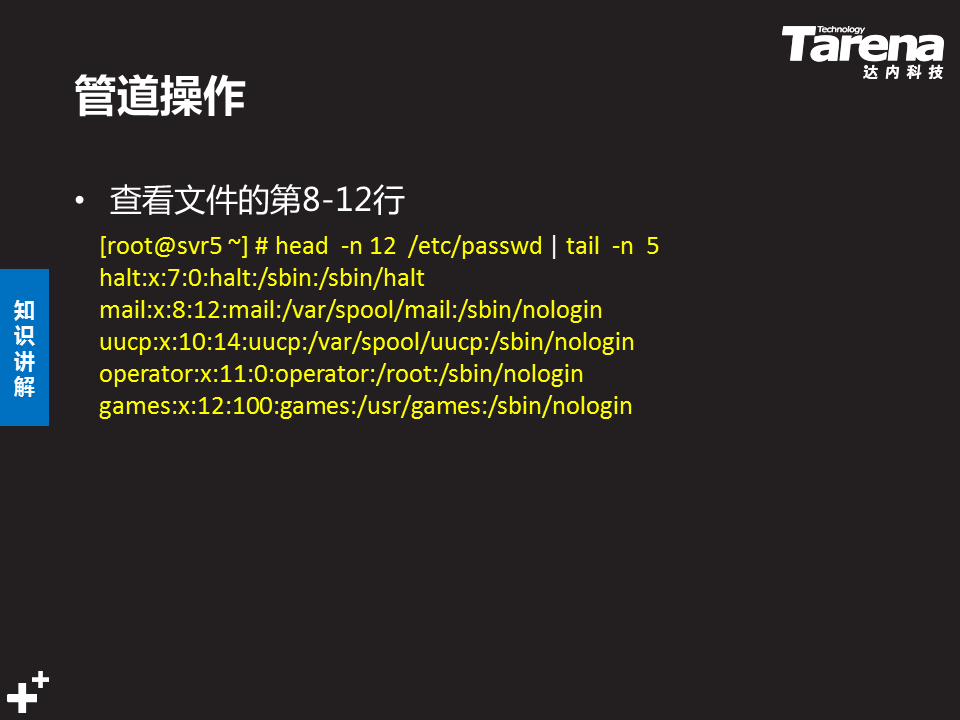 Technology
Tarena
达内科技
管道操作
• 查看文件的第8-12行
[root@svr5 ~] # head  -n 12  /etc/passwd | tail  -n  5
halt:x:7:0:halt:/sbin:/sbin/halt
mail:x:8:12:mail:/var/spool/mail:/sbin/nologin
uucp:x:10:14:uucp:/var/spool/uucp:/sbin/nologin
operator:x:11:0:operator:/root:/sbin/nologin
games:x:12:100:games:/usr/games:/sbin/nologin
知识讲解